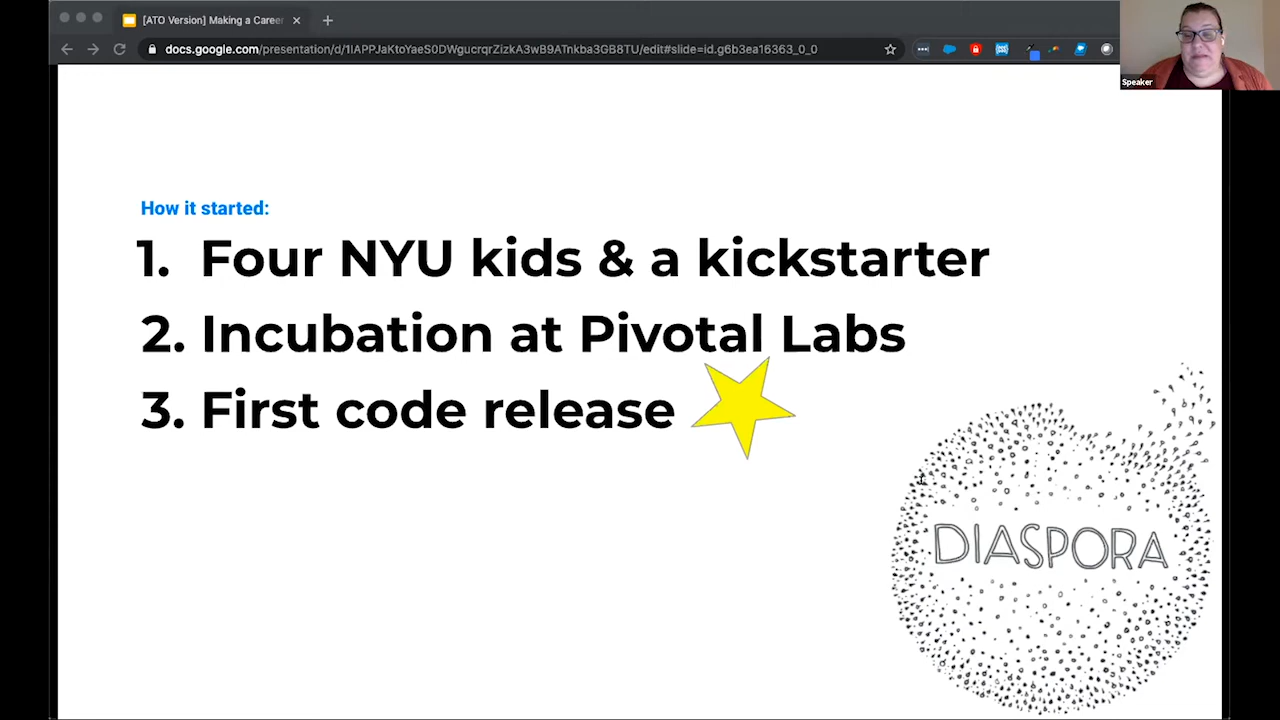 [ATO Version] Making a Career
docs.google.com/presentation/d/1IAPPJaKtoYaeS0DWgucrqrZizkA3wB9ATnkba3GB8TU/edit#slide=id.g6b3ea16363_0_0
Speaker
How it started:
1. Four NYU kids & a kickstarter
2. Incubation at Pivotal Labs
3. First code release
DIASPORA